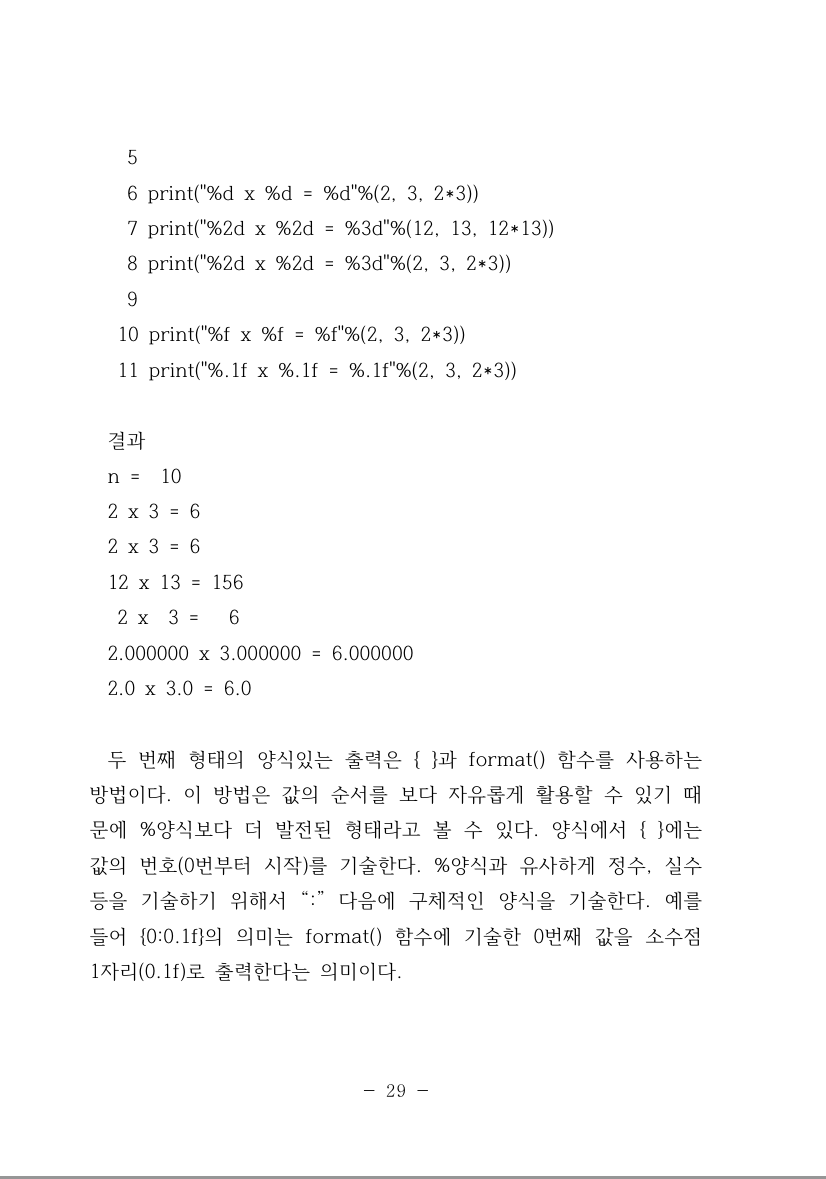 5
6 print("%d x %d = %d"%(2, 3, 2*3))
7 print("%2d x %2d = %3d"%(12, 13, 12*13))
8 print("%2d x %2d = %3d"%(2, 3, 2*3))
9
10 print("%f x %f = %f"%(2, 3, 2*3))
11 print("%.1f x %.1f = %.1f"%(2, 3, 2*3))
결과
n =  10
2 x 3 = 6
2 x 3 = 6
12 x 13 = 156
 2 x  3 =   6
2.000000 x 3.000000 = 6.000000
2.0 x 3.0 = 6.0
두 번째 형태의 양식있는 출력은 { }과 format() 함수를 사용하는
방법이다. 이 방법은 값의 순서를 보다 자유롭게 활용할 수 있기 때
문에 %양식보다 더 발전된 형태라고 볼 수 있다. 양식에서 { }에는
값의 번호(0번부터 시작)를 기술한다. %양식과 유사하게 정수, 실수
등을 기술하기 위해서 “:” 다음에 구체적인 양식을 기술한다. 예를
들어 {0:0.1f}의 의미는 format() 함수에 기술한 0번째 값을 소수점
1자리(0.1f)로 출력한다는 의미이다.
- 29 -